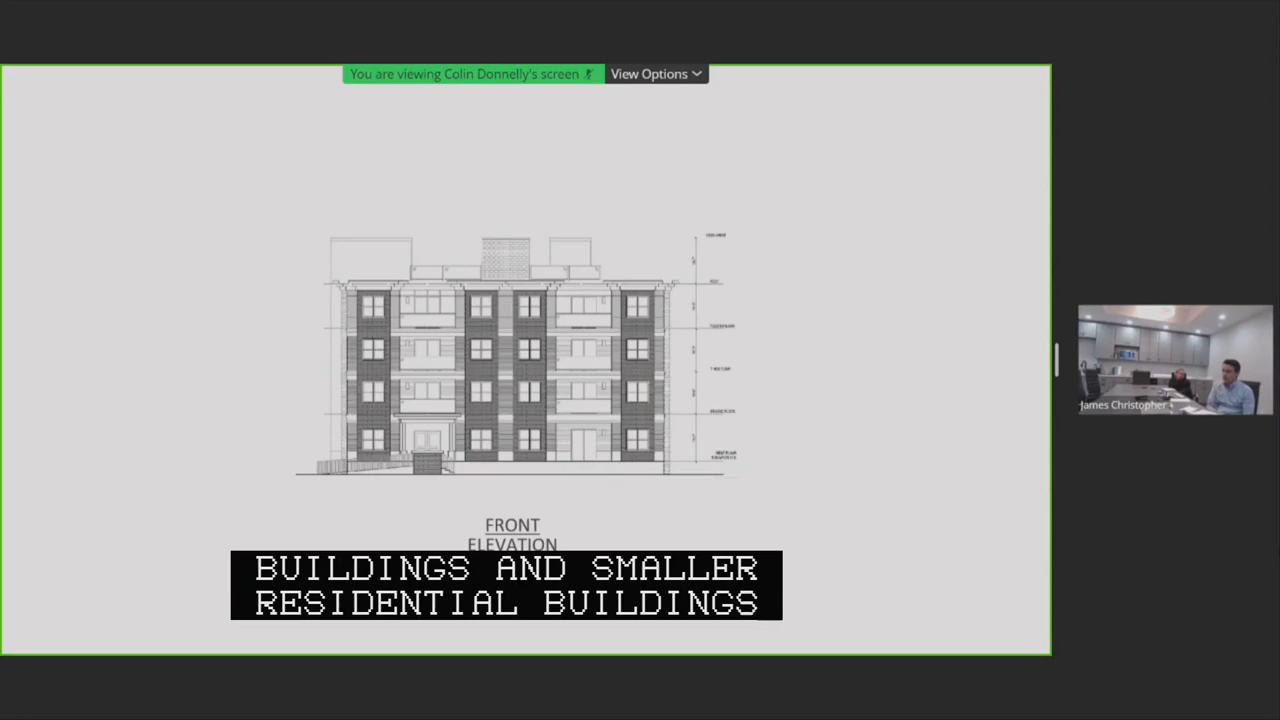 You are viewing Colin Donnelly's screen
View Options
FRONT
ELEVATION
BUILDINGS AND SMALLER
RESIDENTIAL BUILDINGS
James Christopher